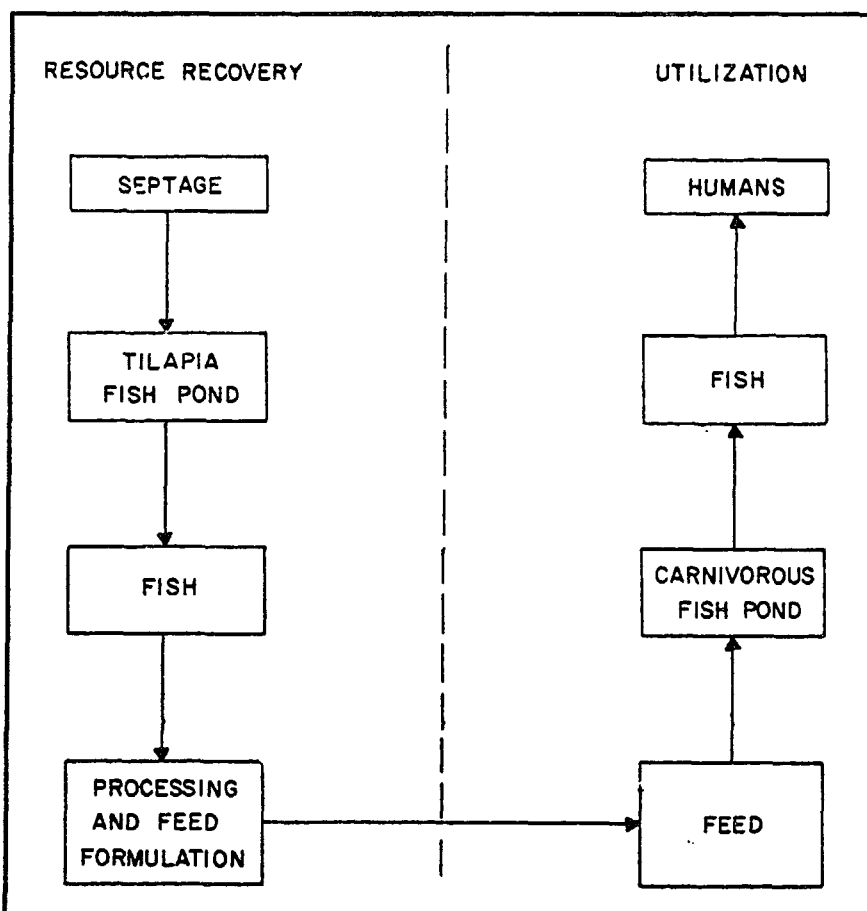 RESOURCE RECOVERY
UTILIZATION
SEPTAGE
TILAPIA
FISH POND
FISH
PROCESSING
AND FEED
FORMULATION
FEED
CARNIVOROUS
FISH POND
FISH
HUMANS